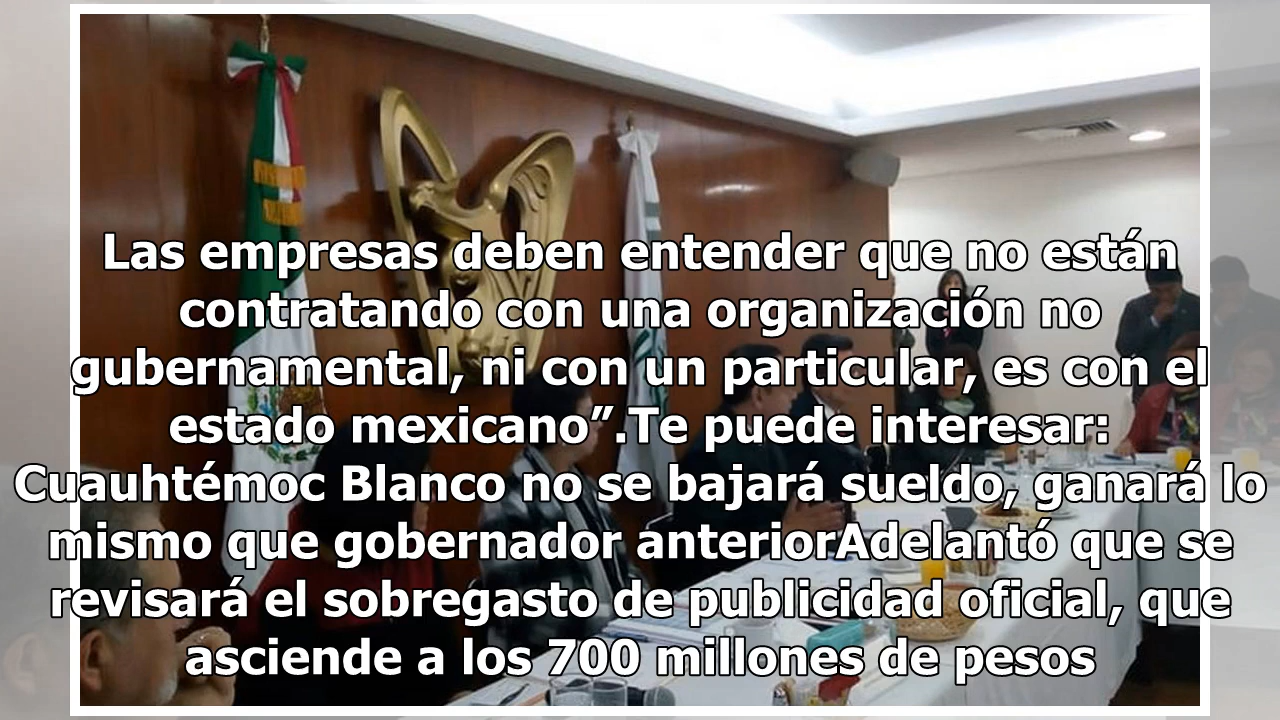 Las empresas deben entender que no están
contratando con una organización no
gubernamental, ni con un particular, es con el
estado mexicano”.Te puede interesar:
Cuauhtémoc Blanco no se bajará sueldo, ganará lo
mismo que gobernador anteriorAdelantó que se
revisará el sobregasto de publicidad oficial, que
asciende a los 700 millones de pesos